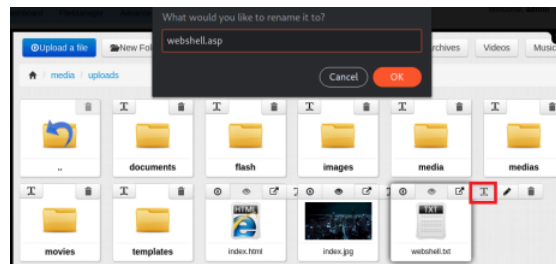 What would you like to rename it to?
webshell.asp
Cancel OK
Upload a file New Fol rchives Videos Music
media / uploads
.. documents flash images media medias
HTML TXT
movies templates index.html index.jpg webshell.txt